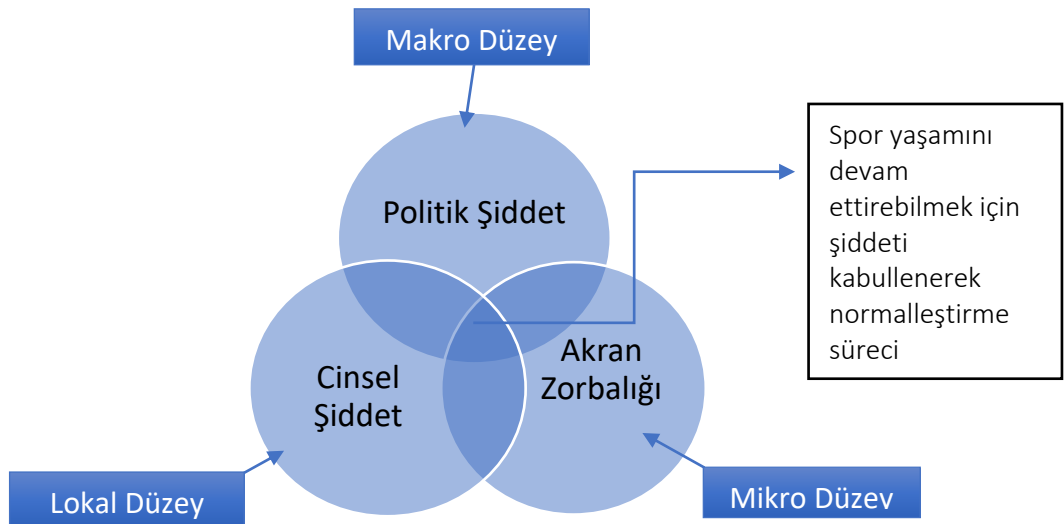 Makro Düzey
Politik Şiddet
Spor yaşamını
devam
ettirebilmek için
şiddeti
kabullenerek
normalleştirme
süreci
Cinsel
Şiddet
Akran
Zorbalığı
Lokal Düzey
Mikro Düzey